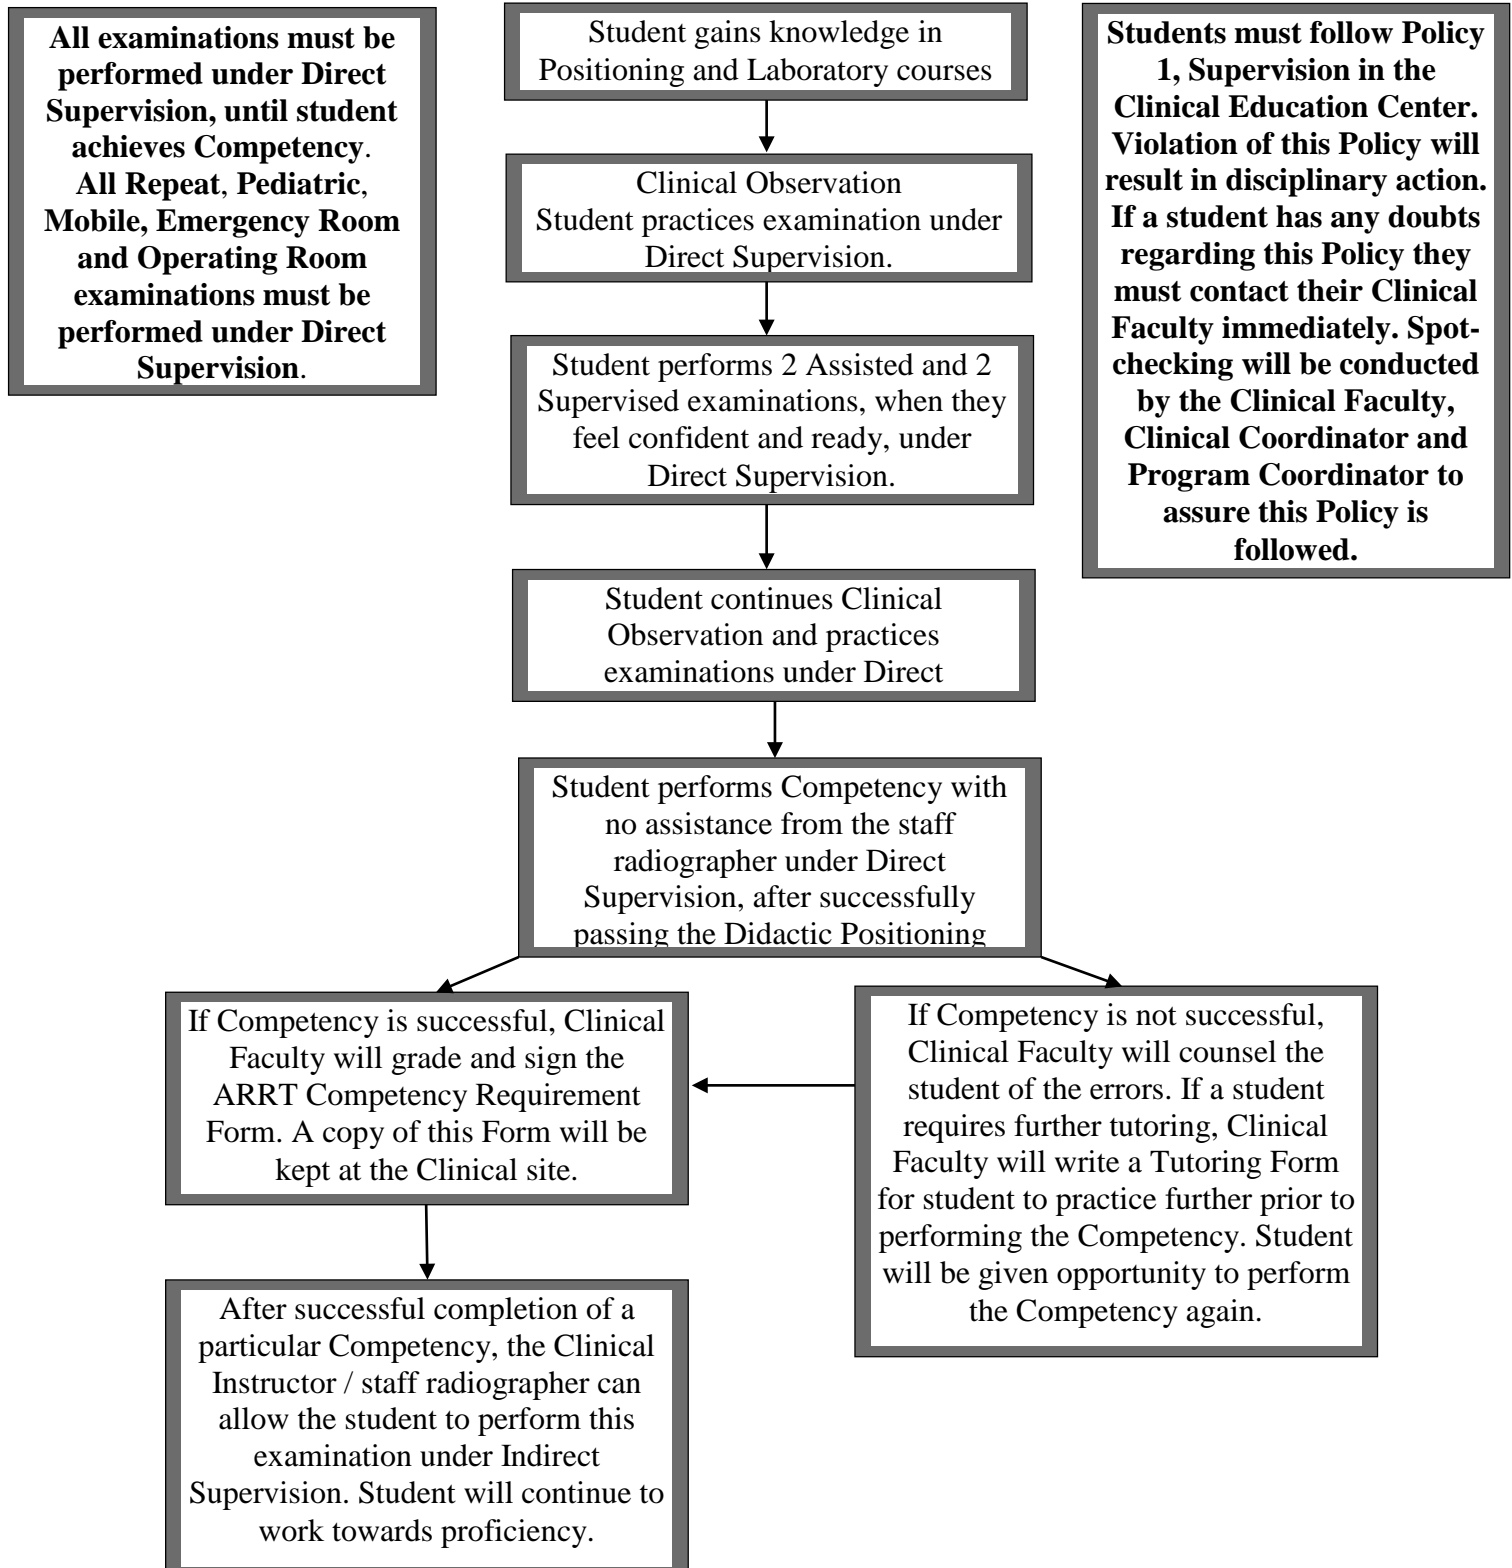 All examinations must be
performed under Direct
Supervision, until student
achieves Competency.
All Repeat, Pediatric,
Mobile, Emergency Room
and Operating Room
examinations must be
performed under Direct
Supervision.
Student gains knowledge in
Positioning and Laboratory courses
Students must follow Policy
1, Supervision in the
Clinical Education Center.
Violation of this Policy will
result in disciplinary action.
If a student has any doubts
regarding this Policy they
must contact their Clinical
Faculty immediately. Spot-
checking will be conducted
by the Clinical Faculty,
Clinical Coordinator and
Program Coordinator to
assure this Policy is
followed.
Clinical Observation
Student practices examination under
Direct Supervision.
Student performs 2 Assisted and 2
Supervised examinations, when they
feel confident and ready, under
Direct Supervision.
Student continues Clinical
Observation and practices
examinations under Direct
Student performs Competency with
no assistance from the staff
radiographer under Direct
Supervision, after successfully
passing the Didactic Positioning
If Competency is successful, Clinical
Faculty will grade and sign the
ARRT Competency Requirement
Form. A copy of this Form will be
kept at the Clinical site.
If Competency is not successful,
Clinical Faculty will counsel the
student of the errors. If a student
requires further tutoring, Clinical
Faculty will write a Tutoring Form
for student to practice further prior to
performing the Competency. Student
will be given opportunity to perform
the Competency again.
After successful completion of a
particular Competency, the Clinical
Instructor / staff radiographer can
allow the student to perform this
examination under Indirect
Supervision. Student will continue to
work towards proficiency.